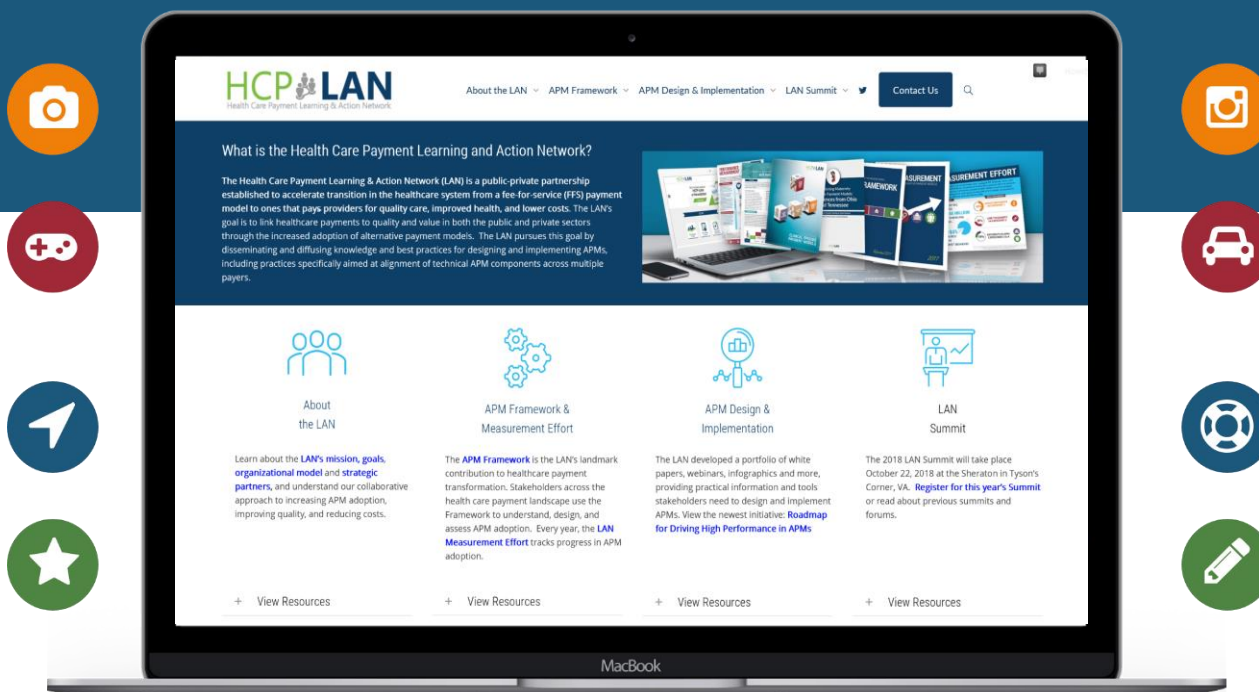 HCP LAN
Health Care Payment Learning & Action Network
About the LAN APM Framework APM Design & Implementation LAN Summit Contact Us
What is the Health Care Payment Learning and Action Network?
The Health Care Payment Learning & Action Network (LAN) is a public-private partnership
established to accelerate transition in the healthcare system from a fee-for-service (FFS) payment
model to ones that pays providers for quality care, improved health, and lower costs. The LAN's
goal is to link healthcare payments to quality and value in both the public and private sectors
through the increased adoption of alternative payment models. The LAN pursues this goal by
disseminating and diffusing knowledge and best practices for designing and implementing APMs,
including practices specifically aimed at alignment of technical APM components across multiple
payers.
FRAMEWORK
MEASUREMENT EFFORT
About
the LAN
Learn about the LAN's mission, goals,
organizational model and strategic
partners, and understand our collaborative
approach to increasing APM adoption,
improving quality, and reducing costs.
+ View Resources
APM Framework &
Measurement Effort
The APM Framework is the LAN's landmark
contribution to healthcare payment
transformation. Stakeholders across the
health care payment landscape use the
Framework to understand, design, and
assess APM adoption. Every year, the LAN
Measurement Effort tracks progress in APM
adoption.
+ View Resources
APM Design &
Implementation
The LAN developed a portfolio of white
papers, webinars, infographics and more,
providing practical information and tools
stakeholders need to design and implement
APMs. View the newest initiative: Roadmap
for Driving High Performance in APMs
+ View Resources
LAN
Summit
The 2018 LAN Summit will take place
October 22, 2018 at the Sheraton in Tyson's
Corner, VA. Register for this year's Summit
or read about previous summits and
forums.
+ View Resources
MacBook